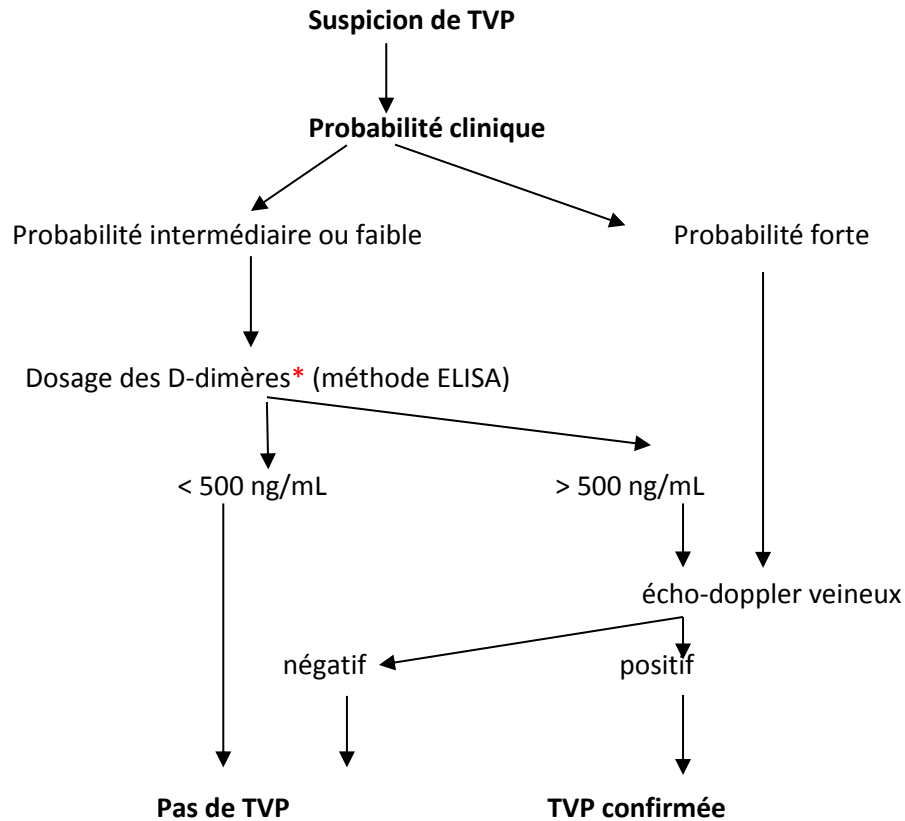 Suspicion de TVP
Probabilité clinique
Probabilité intermédiaire ou faible
Probabilité forte
Dosage des D-dimères* (méthode ELISA)
< 500 ng/mL
> 500 ng/mL
écho-doppler veineux
négatif
positif
Pas de TVP
TVP confirmée